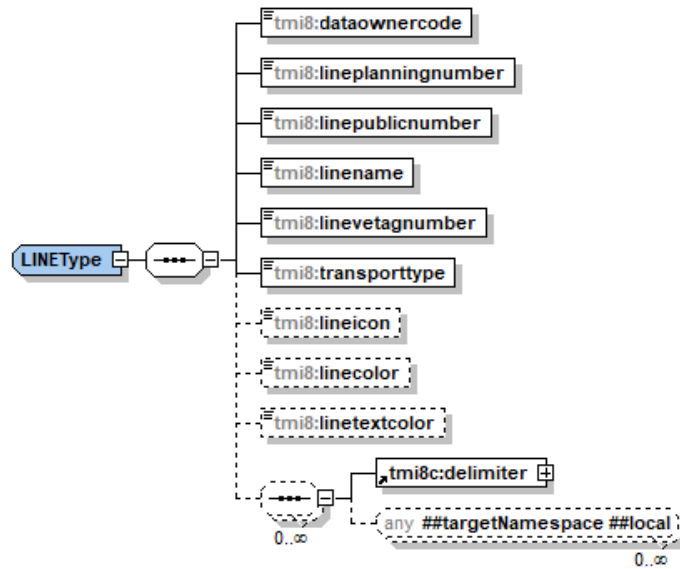 tmi8:dataownercode
tmi8:lineplanningnumber
tmi8:linepublicnumber
tmi8:linename
tmi8:linevetagnumber
LINEType
tmi8:transporttype
tmi8:lineicon
tmi8:linecolor
tmi8:linetextcolor
tmi8c:delimiter
any ##targetNamespace ##local
0..∞
0..∞